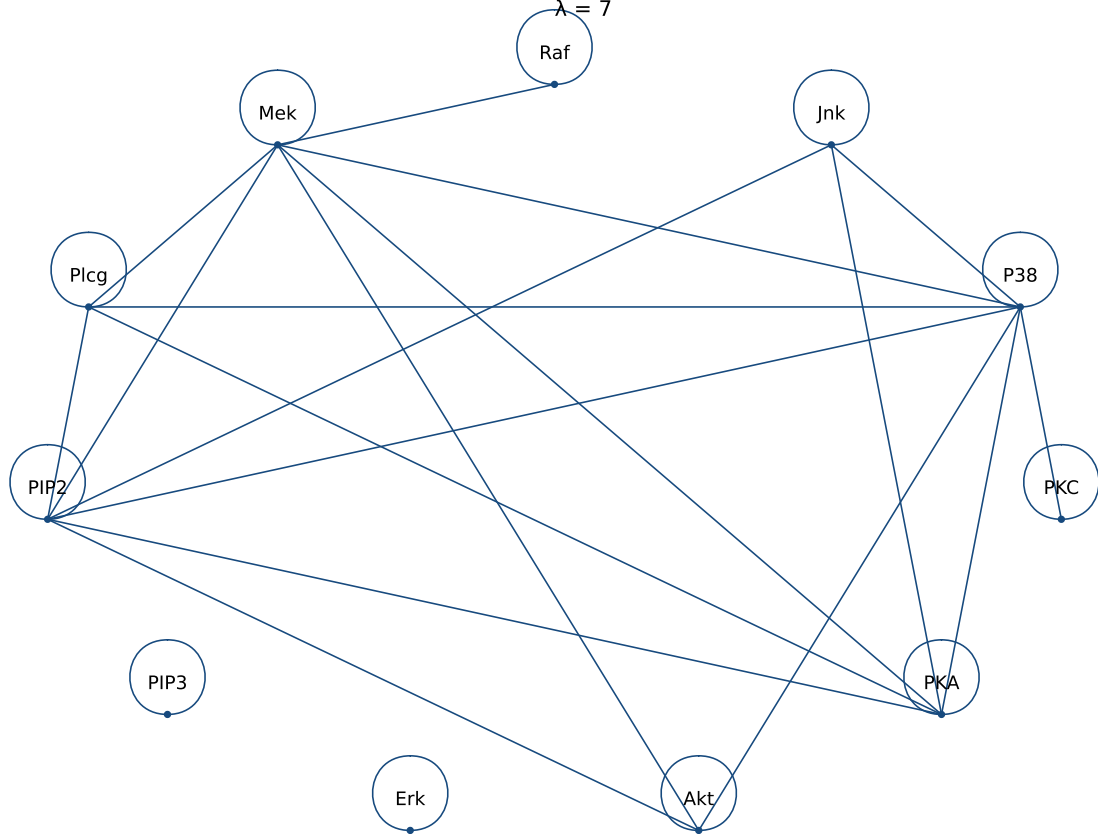 λ = 7
Raf
Mek
Jnk
Plcg
P38
PIP2
PKC
PIP3
PKA
Erk
Akt